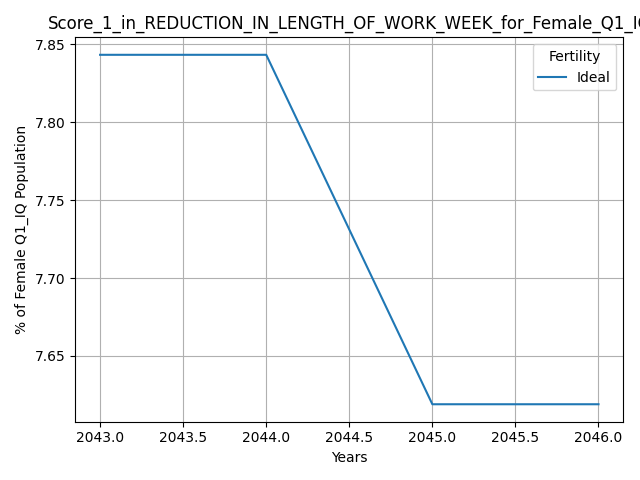 Score_1_in_REDUCTION_IN_LENGTH_OF_WORK_WEEK_for_Female_Q1_IQ
7.85
7.80
7.75
7.70
7.65
% of Female Q1_IQ Population
Fertility
Ideal
2043.0 2043.5 2044.0 2044.5 2045.0 2045.5 2046.0
Years